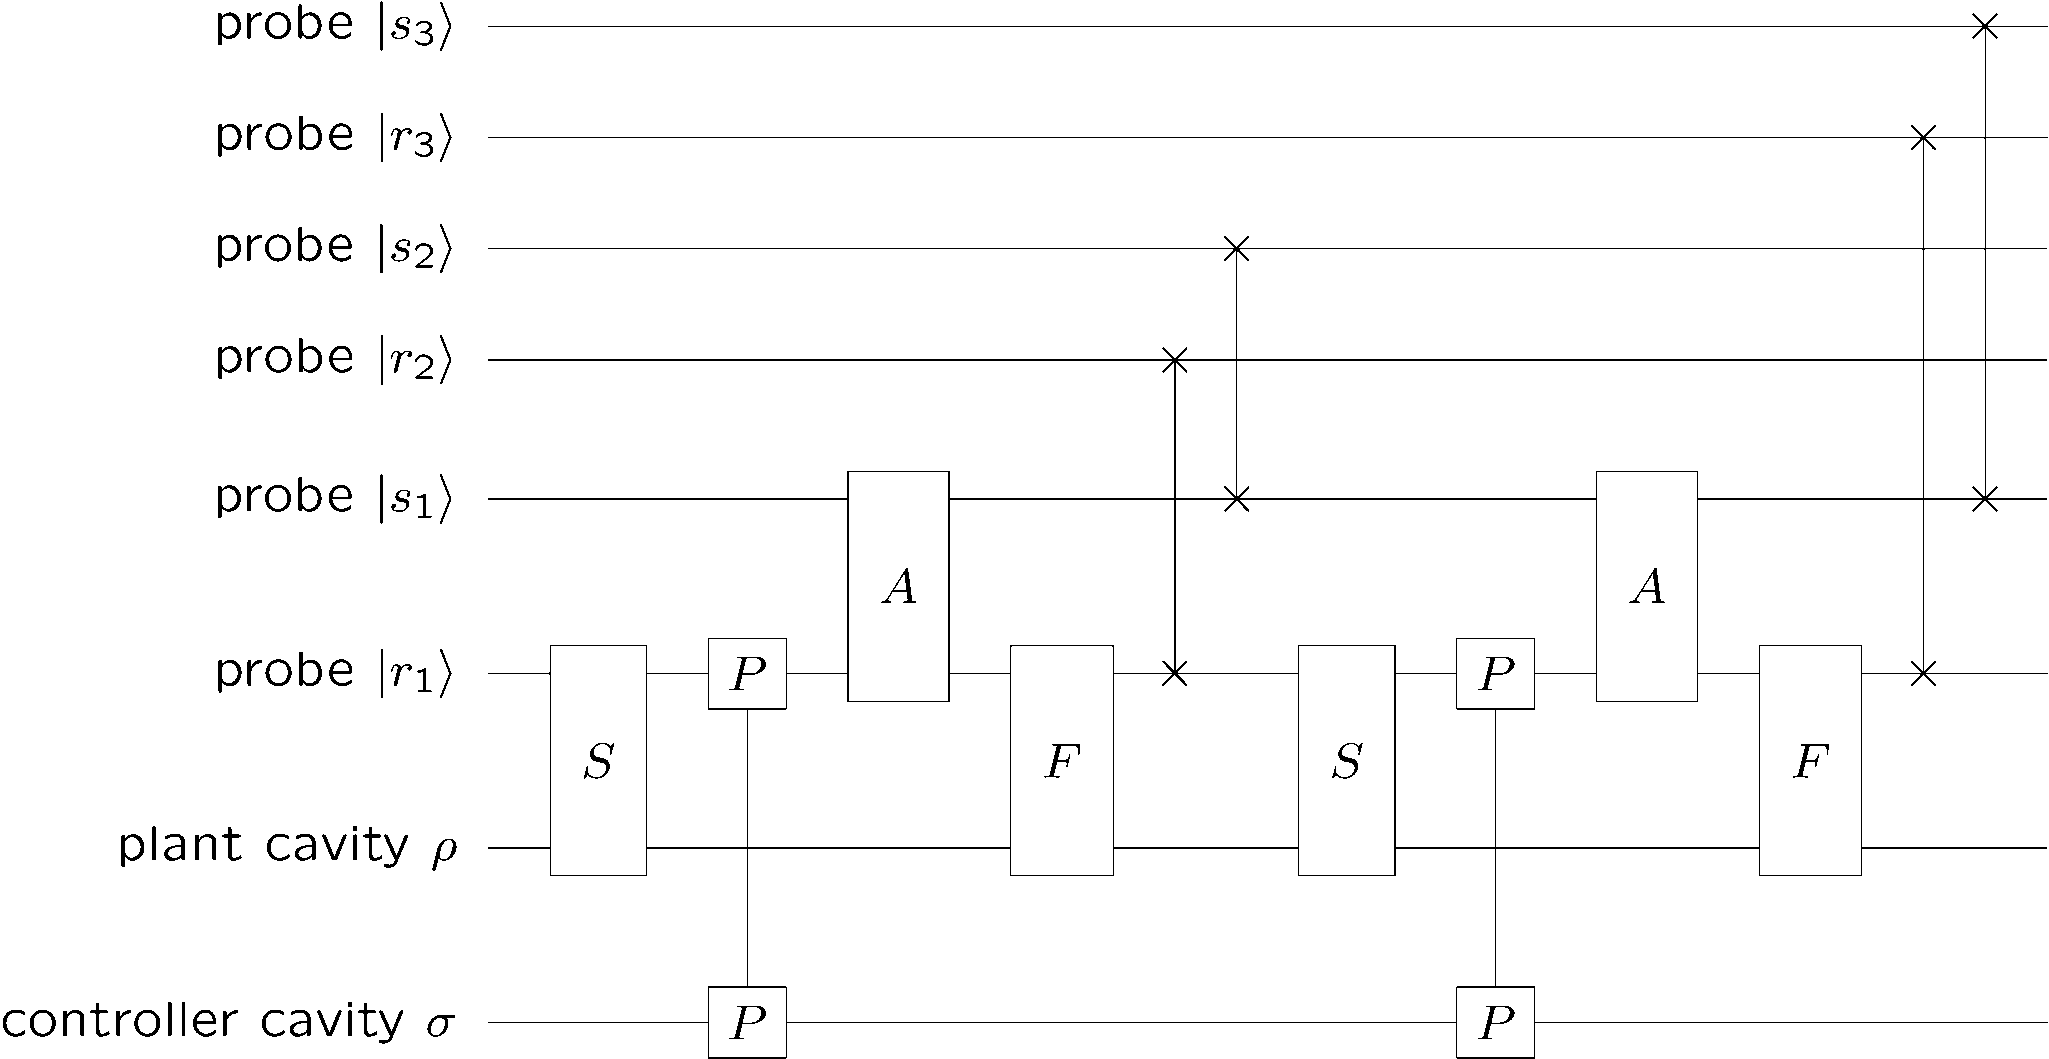 probe |s₃⟩
probe |r₃⟩
probe |s₂⟩
probe |r₂⟩
probe |s₁⟩
A A
probe |r₁⟩ P P
S F S F
plant cavity ρ
controller cavity σ P P